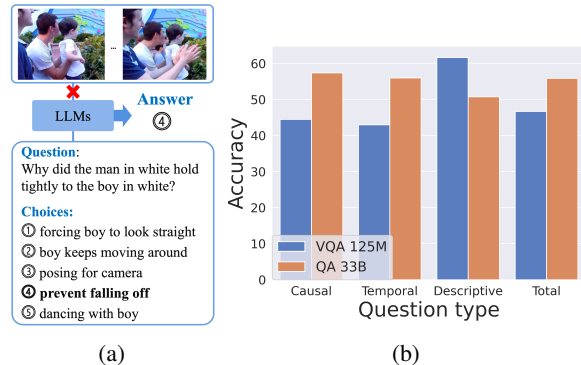 ...
LLMs
Answer
④
Question:
Why did the man in white hold
tightly to the boy in white?
Choices:
① forcing boy to look straight
② boy keeps moving around
③ posing for camera
④ prevent falling off
⑤ dancing with boy
(a)
Accuracy
60
50
40
30
20
10
0
VQA 125M
QA 33B
Causal Temporal Descriptive Total
Question type
(b)